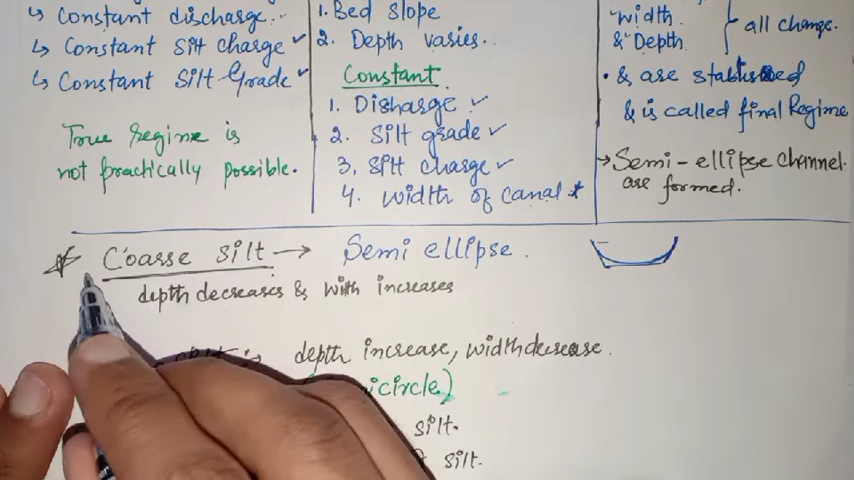 ↳ Constant discharge.
↳ Constant Silt charge ✓
↳ Constant Silt Grade ✓
True regime is
not practically possible.
1. Bed slope
2. Depth varies.
Constant
1. Discharge ✓
2. Silt grade ✓
3. Silt charge ✓
4. Width of canal *
Width
& Depth
all change.
• & are
& is called final Regime
→ Semi-ellipse channel
are formed.
Coarse silt → Semi ellipse.
depth decreases & with increases
depth increase, width decrease.
silt.
silt.